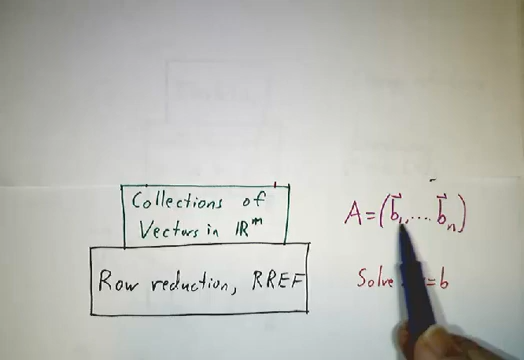 Collections of
Vectors in ℝᵐ
A = (b⃗₁, .... b⃗ₙ)
Row reduction, RREF
Solve = b